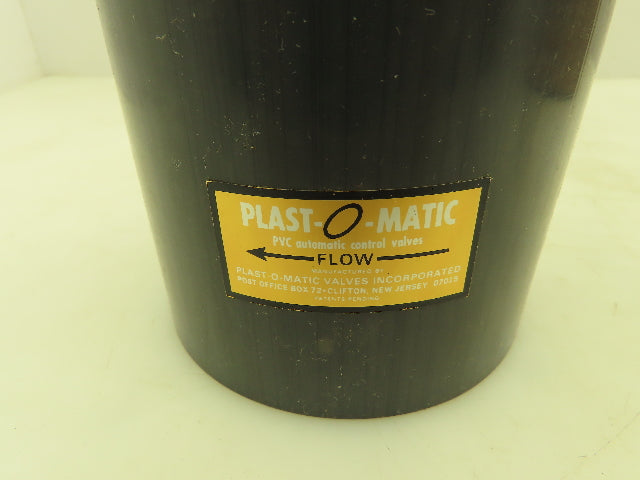 PLAST-O-MATIC
PVC automatic control valves
FLOW
MANUFACTURED BY
PLAST-O-MATIC VALVES INCORPORATED
POST OFFICE BOX 72•CLIFTON, NEW JERSEY 07015
PATENTS PENDING